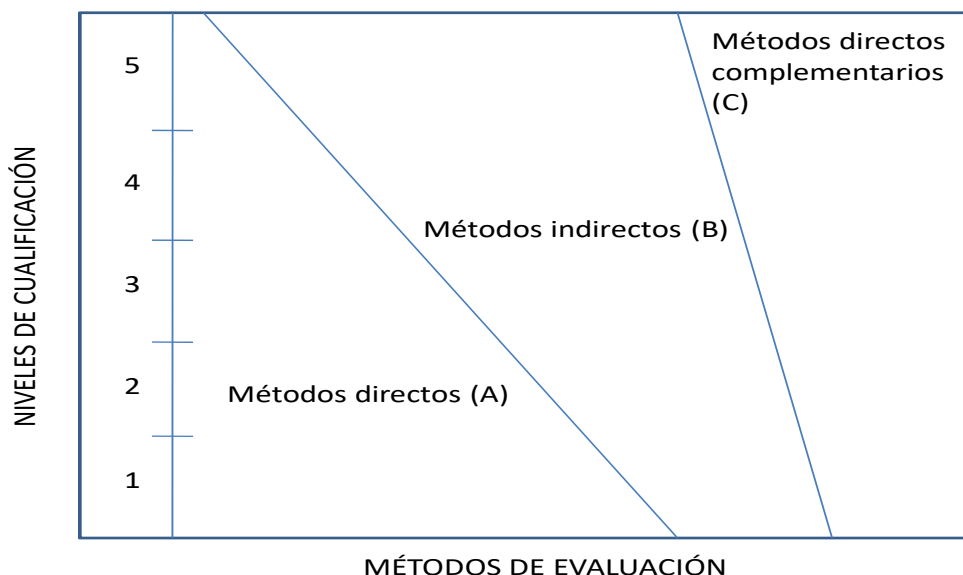 NIVELES DE CUALIFICACIÓN
5
4
3
2
1
Métodos directos
complementarios
(C)
Métodos indirectos (B)
Métodos directos (A)
MÉTODOS DE EVALUACIÓN